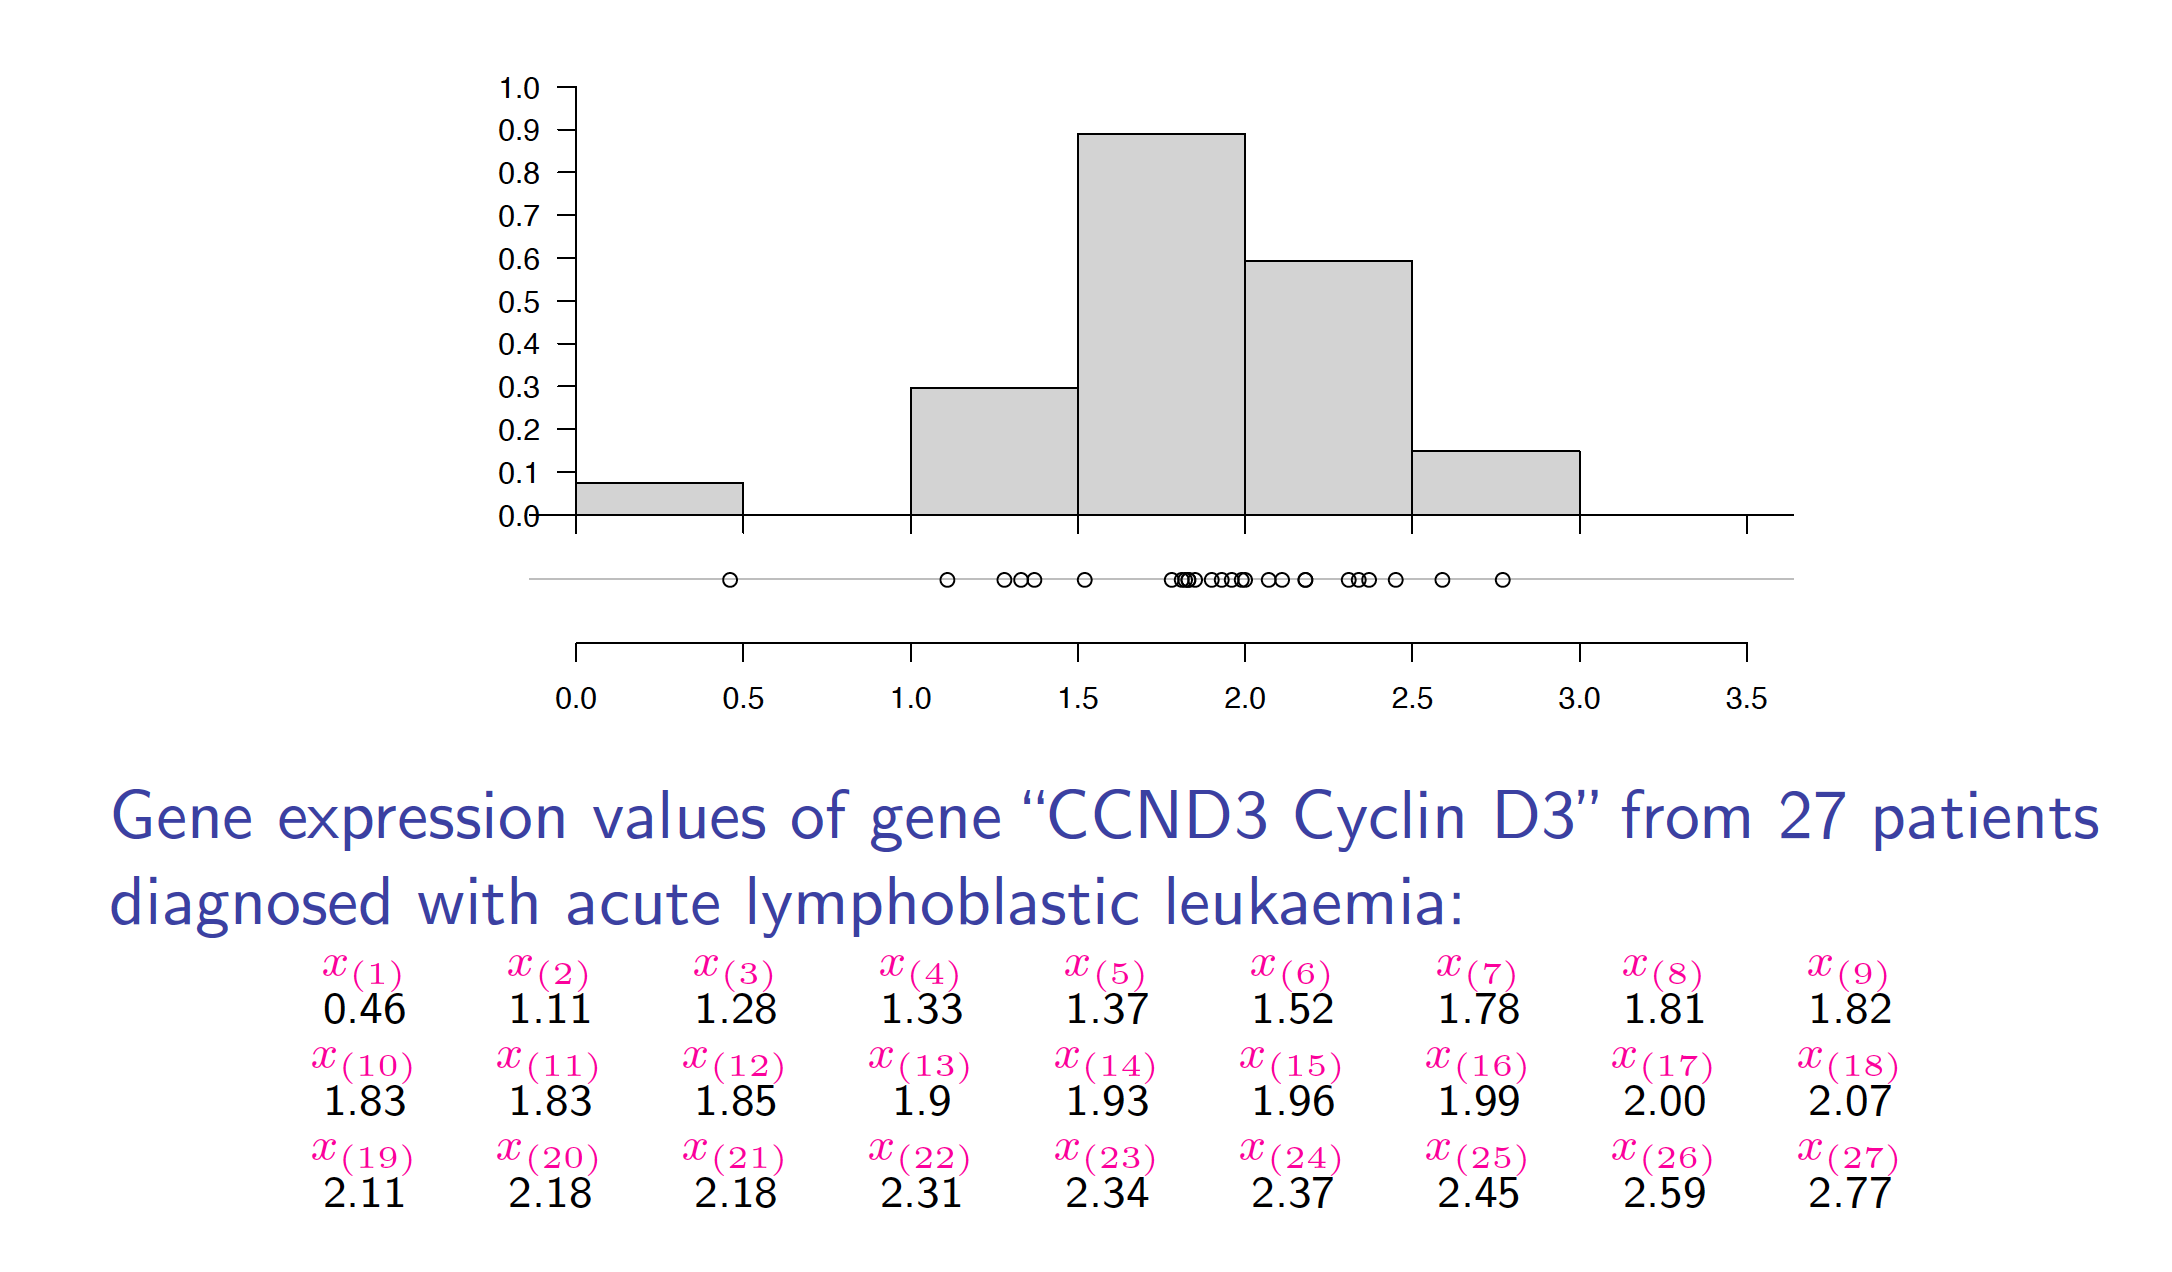 1.0
0.9
0.8
0.7
0.6
0.5
0.4
0.3
0.2
0.1
0.0
0.0 0.5 1.0 1.5 2.0 2.5 3.0 3.5
Gene expression values of gene “CCND3 Cyclin D3” from 27 patients
diagnosed with acute lymphoblastic leukaemia:
x(1) x(2) x(3) x(4) x(5) x(6) x(7) x(8) x(9)
0.46 1.11 1.28 1.33 1.37 1.52 1.78 1.81 1.82
x(10) x(11) x(12) x(13) x(14) x(15) x(16) x(17) x(18)
1.83 1.83 1.85 1.9 1.93 1.96 1.99 2.00 2.07
x(19) x(20) x(21) x(22) x(23) x(24) x(25) x(26) x(27)
2.11 2.18 2.18 2.31 2.34 2.37 2.45 2.59 2.77